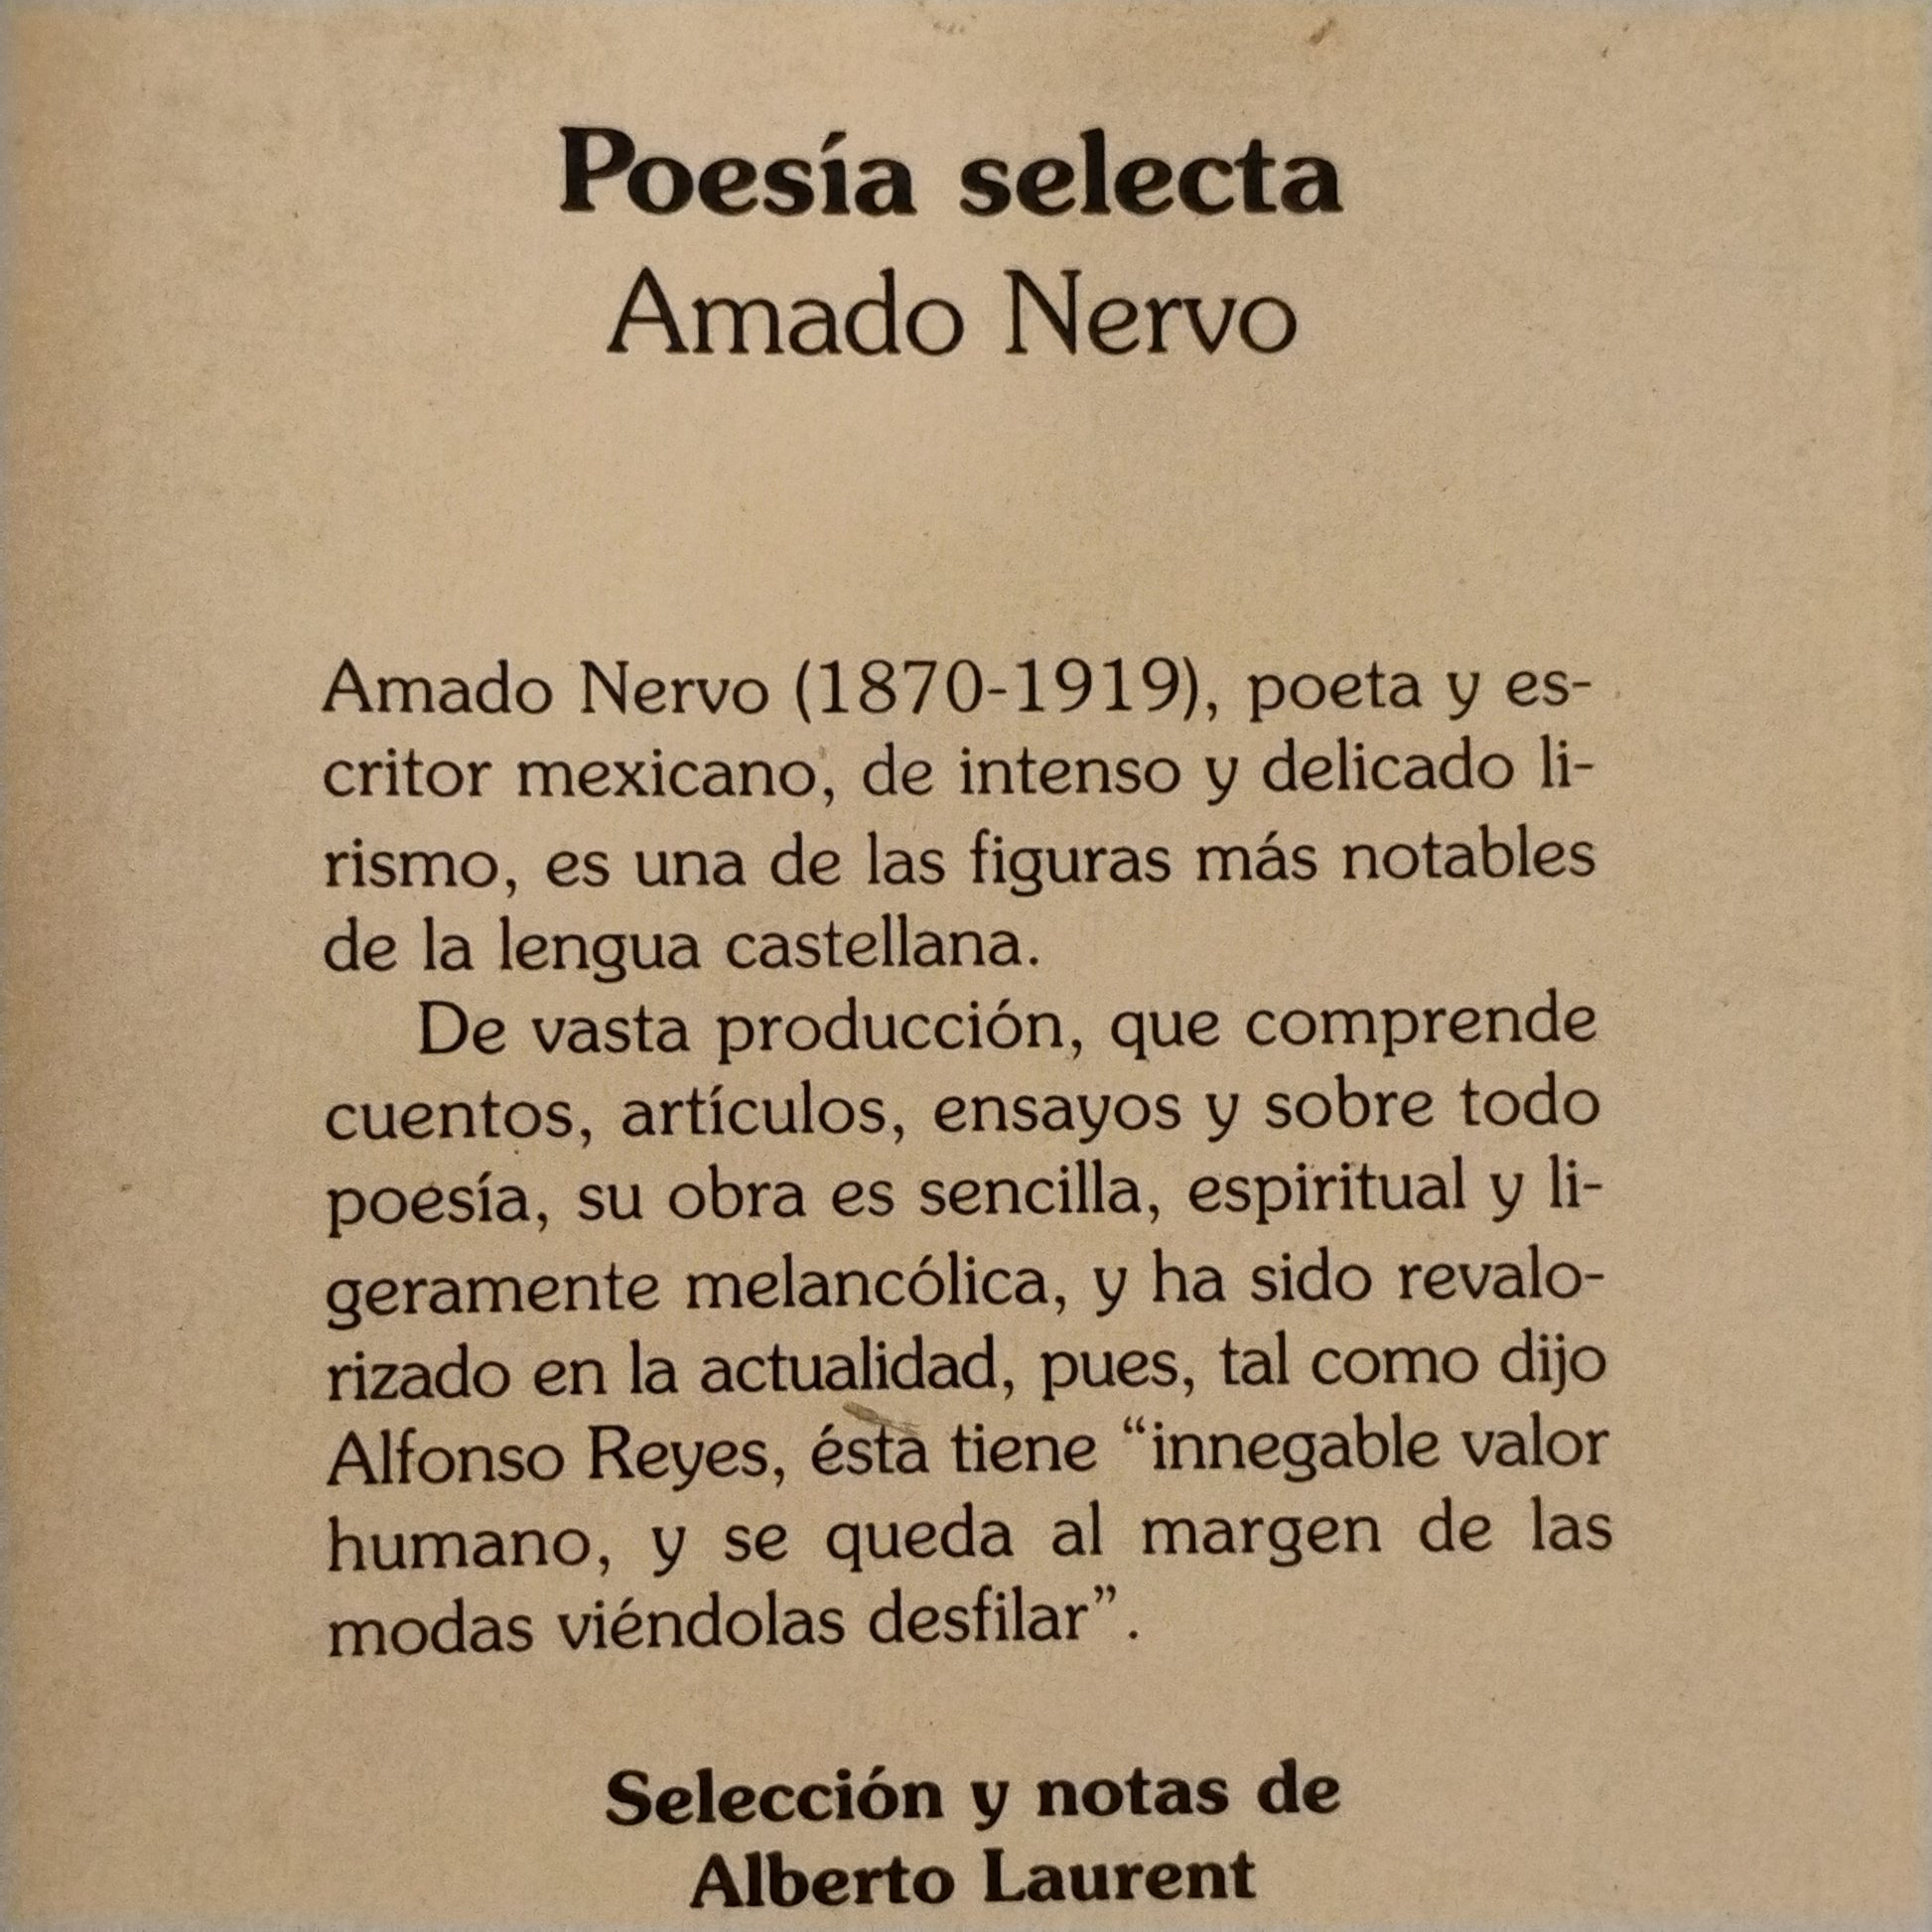 Poesía selecta
Amado Nervo
Amado Nervo (1870-1919), poeta y es-
critor mexicano, de intenso y delicado li-
rismo, es una de las figuras más notables
de la lengua castellana.
De vasta producción, que comprende
cuentos, artículos, ensayos y sobre todo
poesía, su obra es sencilla, espiritual y li-
geramente melancólica, y ha sido revalo-
rizado en la actualidad, pues, tal como dijo
Alfonso Reyes, ésta tiene “innegable valor
humano, y se queda al margen de las
modas viéndolas desfilar”.
Selección y notas de
Alberto Laurent